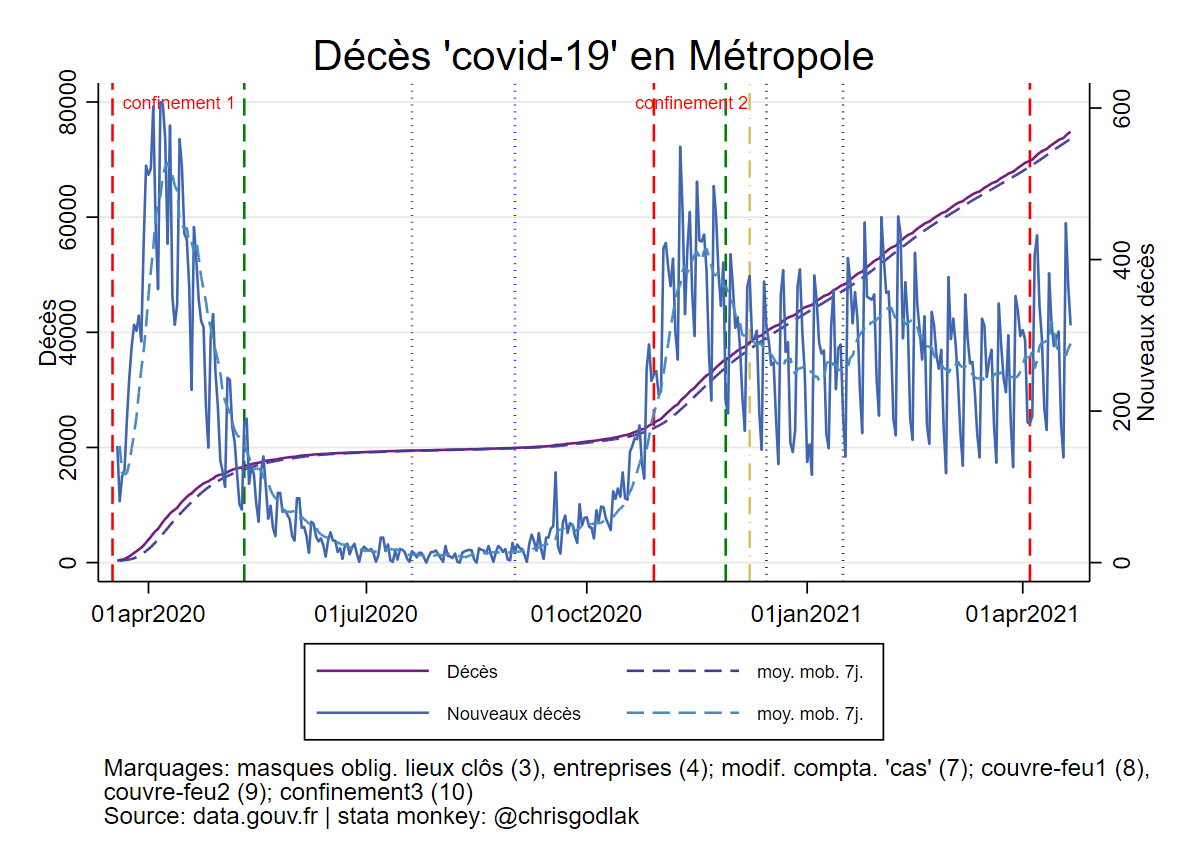 Décès 'covid-19' en Métropole
confinement 1
confinement 2
80000
60000
40000
20000
0
Décès
600
400
200
0
Nouveaux décès
01apr2020
01jul2020
01oct2020
01jan2021
01apr2021
Décès
moy. mob. 7j.
Nouveaux décès
moy. mob. 7j.
Marquages: masques oblig. lieux clôs (3), entreprises (4); modif. compta. 'cas' (7); couvre-feu1 (8),
couvre-feu2 (9); confinement3 (10)
Source: data.gouv.fr | stata monkey: @chrisgodlak